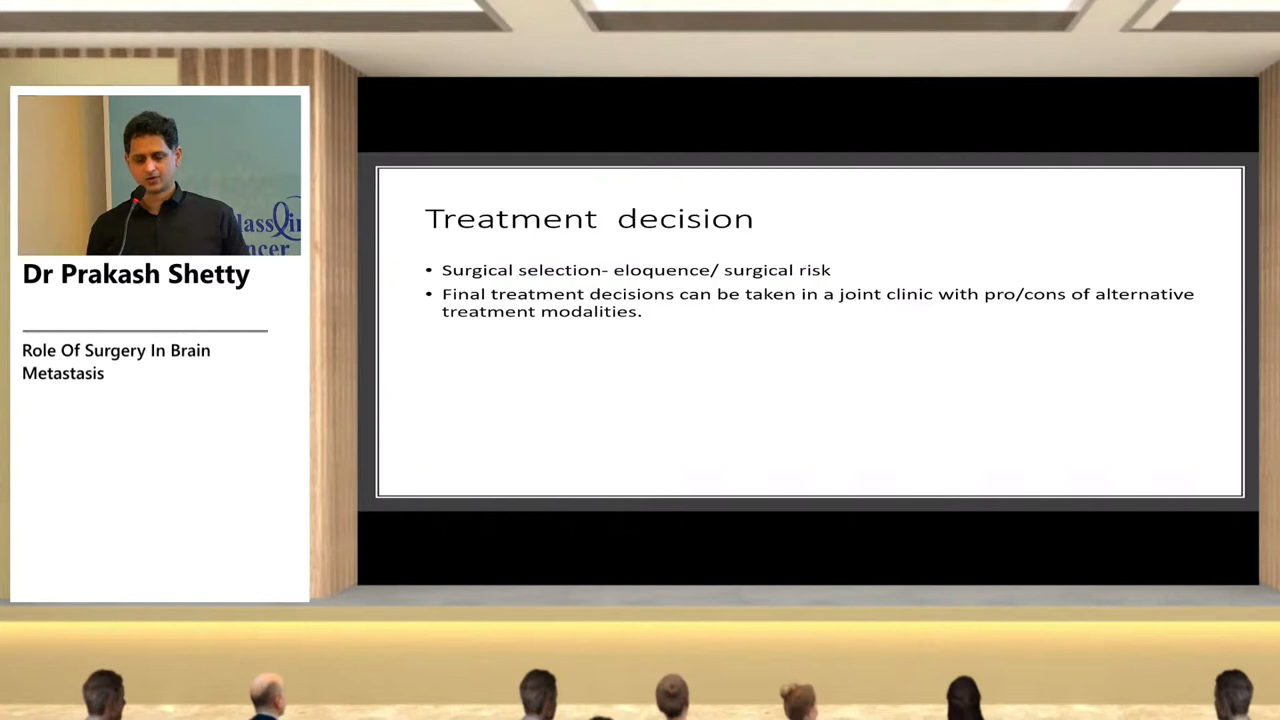 Dr Prakash Shetty
Role Of Surgery In Brain
Metastasis
Treatment decision
• Surgical selection- eloquence/ surgical risk
• Final treatment decisions can be taken in a joint clinic with pro/cons of alternative
treatment modalities.